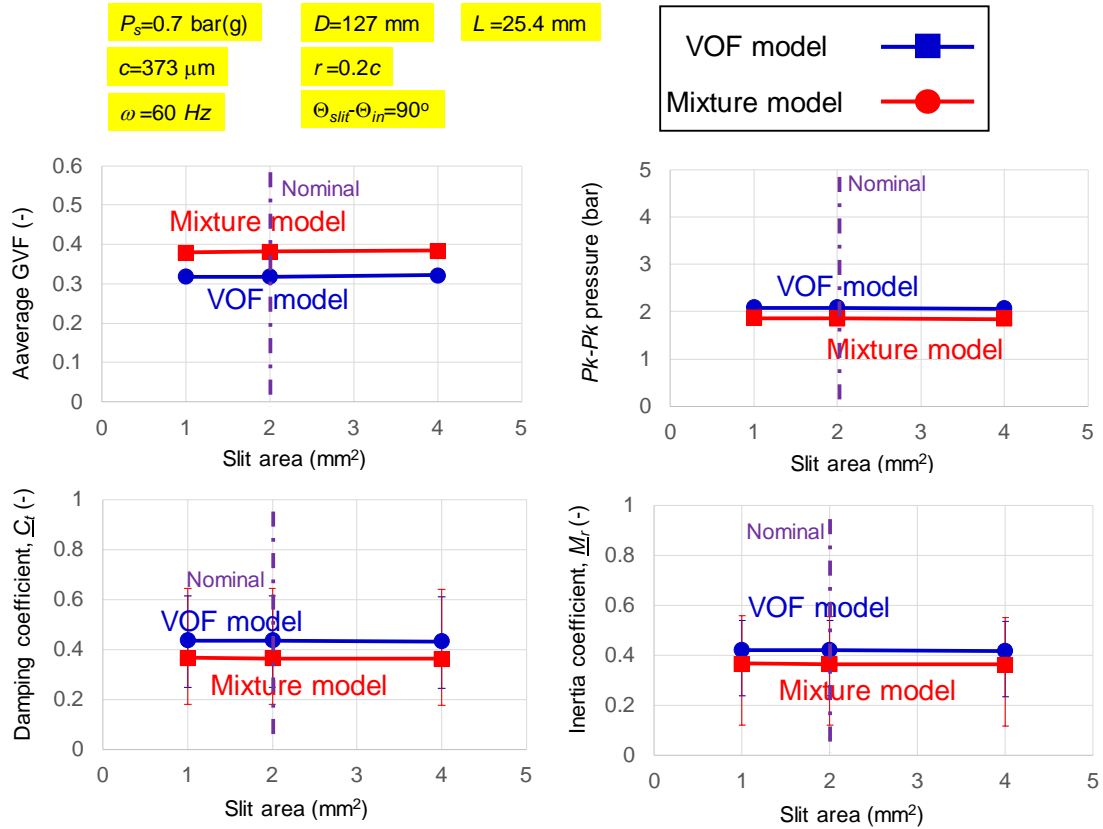 P_s=0.7 bar(g)
D=127 mm
L =25.4 mm
c=373 μm
r=0.2c
ω=60 Hz
Θ_slit-Θ_in=90°
VOF model
Mixture model
0.6
0.5
0.4
0.3
0.2
0.1
0
Aaverage GVF (-)
Nominal
Mixture model
VOF model
0 1 2 3 4 5
Slit area (mm²)
5
4
3
2
1
0
Pk-Pk pressure (bar)
Nominal
VOF model
Mixture model
0 1 2 3 4 5
Slit area (mm²)
1
0.8
0.6
0.4
0.2
0
Damping coefficient, C_t (-)
Nominal
VOF model
Mixture model
0 1 2 3 4 5
Slit area (mm²)
1
0.8
0.6
0.4
0.2
0
Inertia coefficient, M_r (-)
Nominal
VOF model
Mixture model
0 1 2 3 4 5
Slit area (mm²)